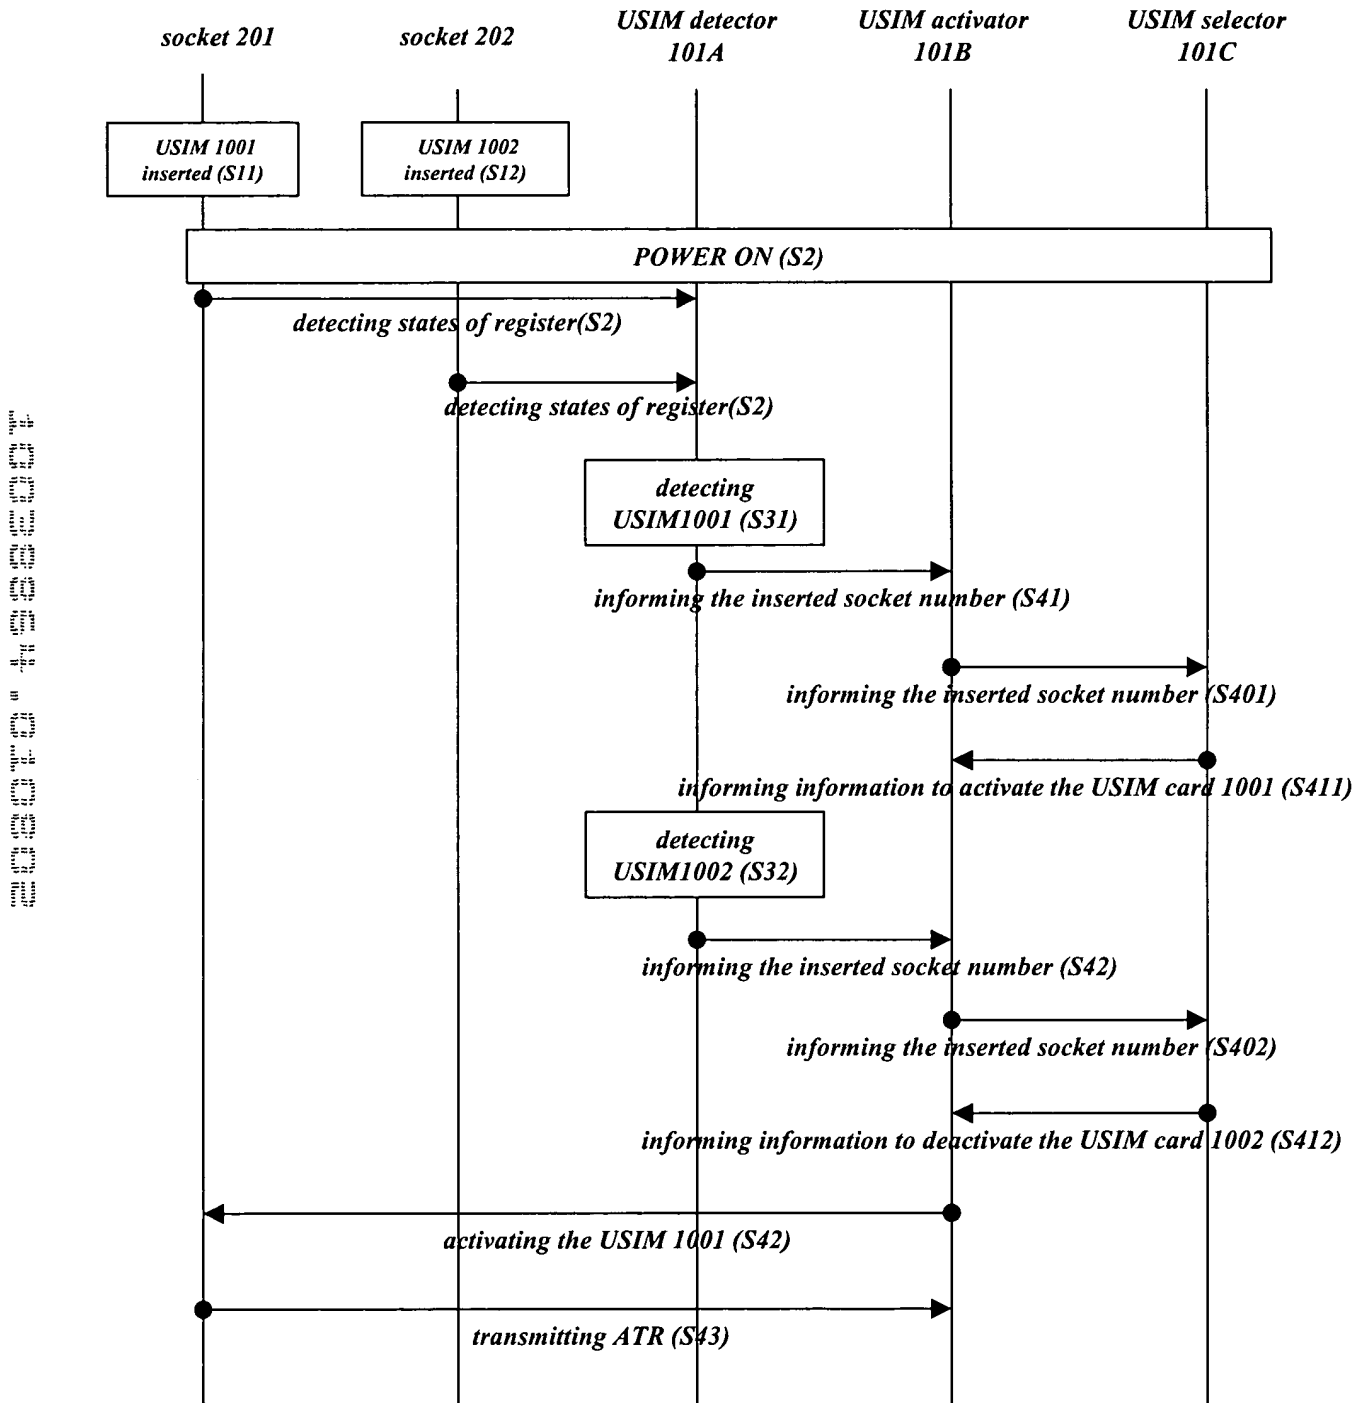 socket 201
socket 202
USIM detector
101A
USIM activator
101B
USIM selector
101C
USIM 1001
inserted (S11)
USIM 1002
inserted (S12)
POWER ON (S2)
detecting states of register(S2)
detecting states of register(S2)
detecting
USIM1001 (S31)
informing the inserted socket number (S41)
informing the inserted socket number (S401)
informing information to activate the USIM card 1001 (S411)
detecting
USIM1002 (S32)
informing the inserted socket number (S42)
informing the inserted socket number (S402)
informing information to deactivate the USIM card 1002 (S412)
activating the USIM 1001 (S42)
transmitting ATR (S43)
10038864.010802